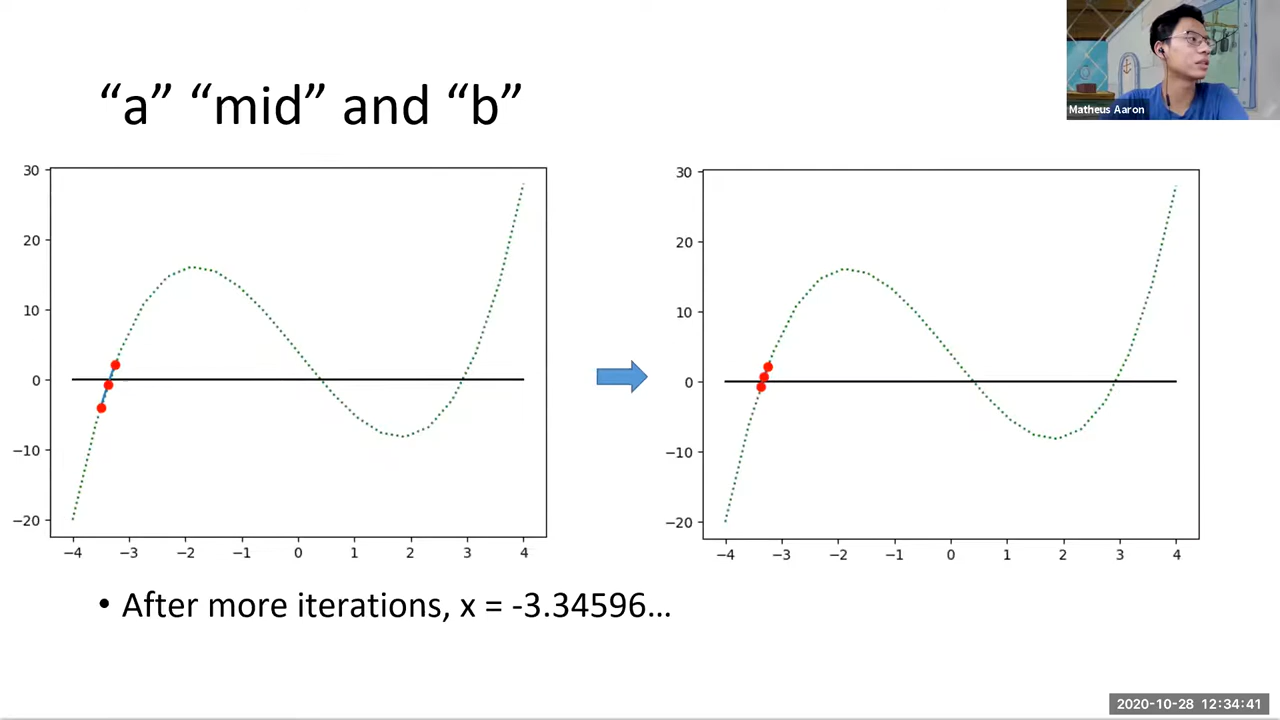 Matheus Aaron
“a” “mid” and “b”
30
20
10
0
−10
−20
−4 −3 −2 −1 0 1 2 3 4
30
20
10
0
−10
−20
−4 −3 −2 −1 0 1 2 3 4
• After more iterations, x = -3.34596…
2020-10-28 12:34:41